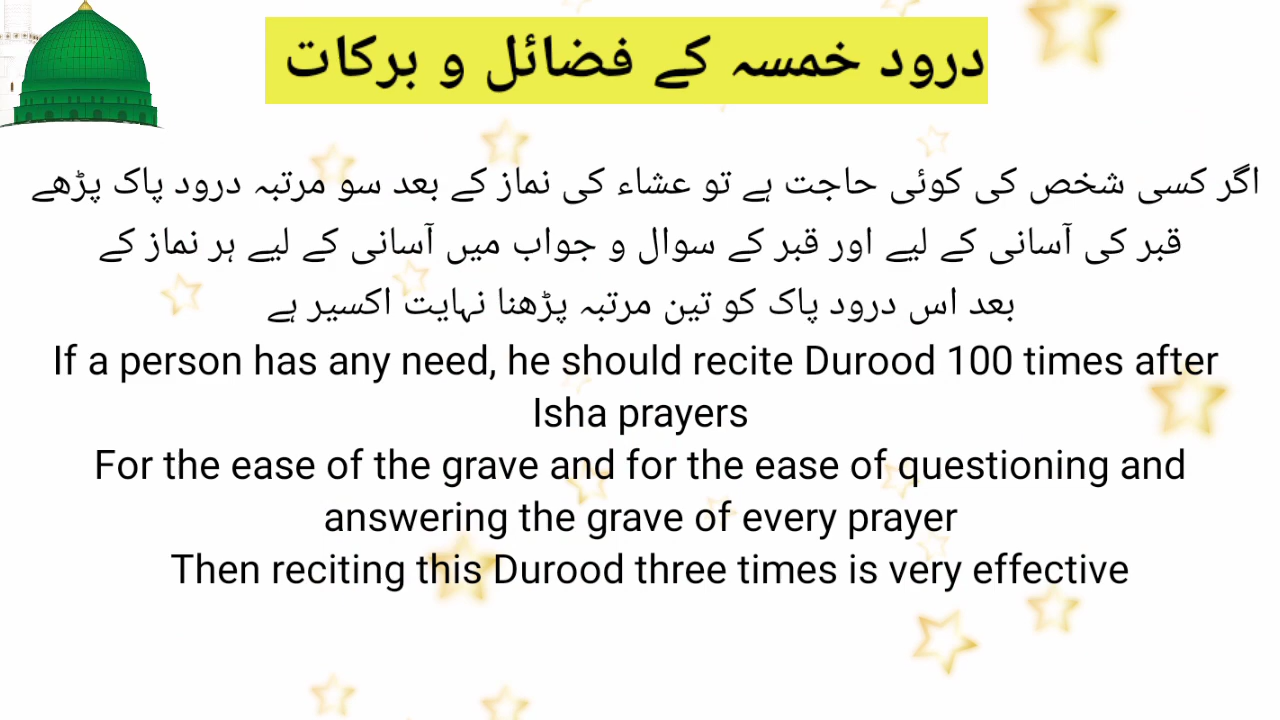 درود خمسہ کے فضائل و برکات
اگر کسی شخص کی کوئی حاجت ہے تو عشاء کی نماز کے بعد سو مرتبہ درود پاک پڑھے
قبر کی آسانی کے لیے اور قبر کے سوال و جواب میں آسانی کے لیے ہر نماز کے
بعد اس درود پاک کو تین مرتبہ پڑھنا نہایت اکسیر ہے
If a person has any need, he should recite Durood 100 times after
Isha prayers
For the ease of the grave and for the ease of questioning and
answering the grave of every prayer
Then reciting this Durood three times is very effective